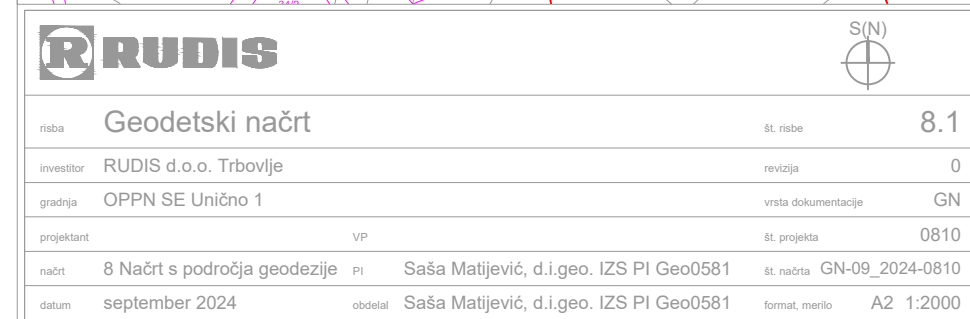 R RUDIS
S(N)
risba Geodetski načrt št. risbe 8.1
investitor RUDIS d.o.o. Trbovlje revizija 0
gradnja OPPN SE Unično 1 vrsta dokumentacije GN
projektant VP št. projekta 0810
načrt 8 Načrt s področja geodezije PI Saša Matijević, d.i.geo. IZS PI Geo0581 št. načrta GN-09_2024-0810
datum september 2024 obdelal Saša Matijević, d.i.geo. IZS PI Geo0581 format, merilo A2 1:2000